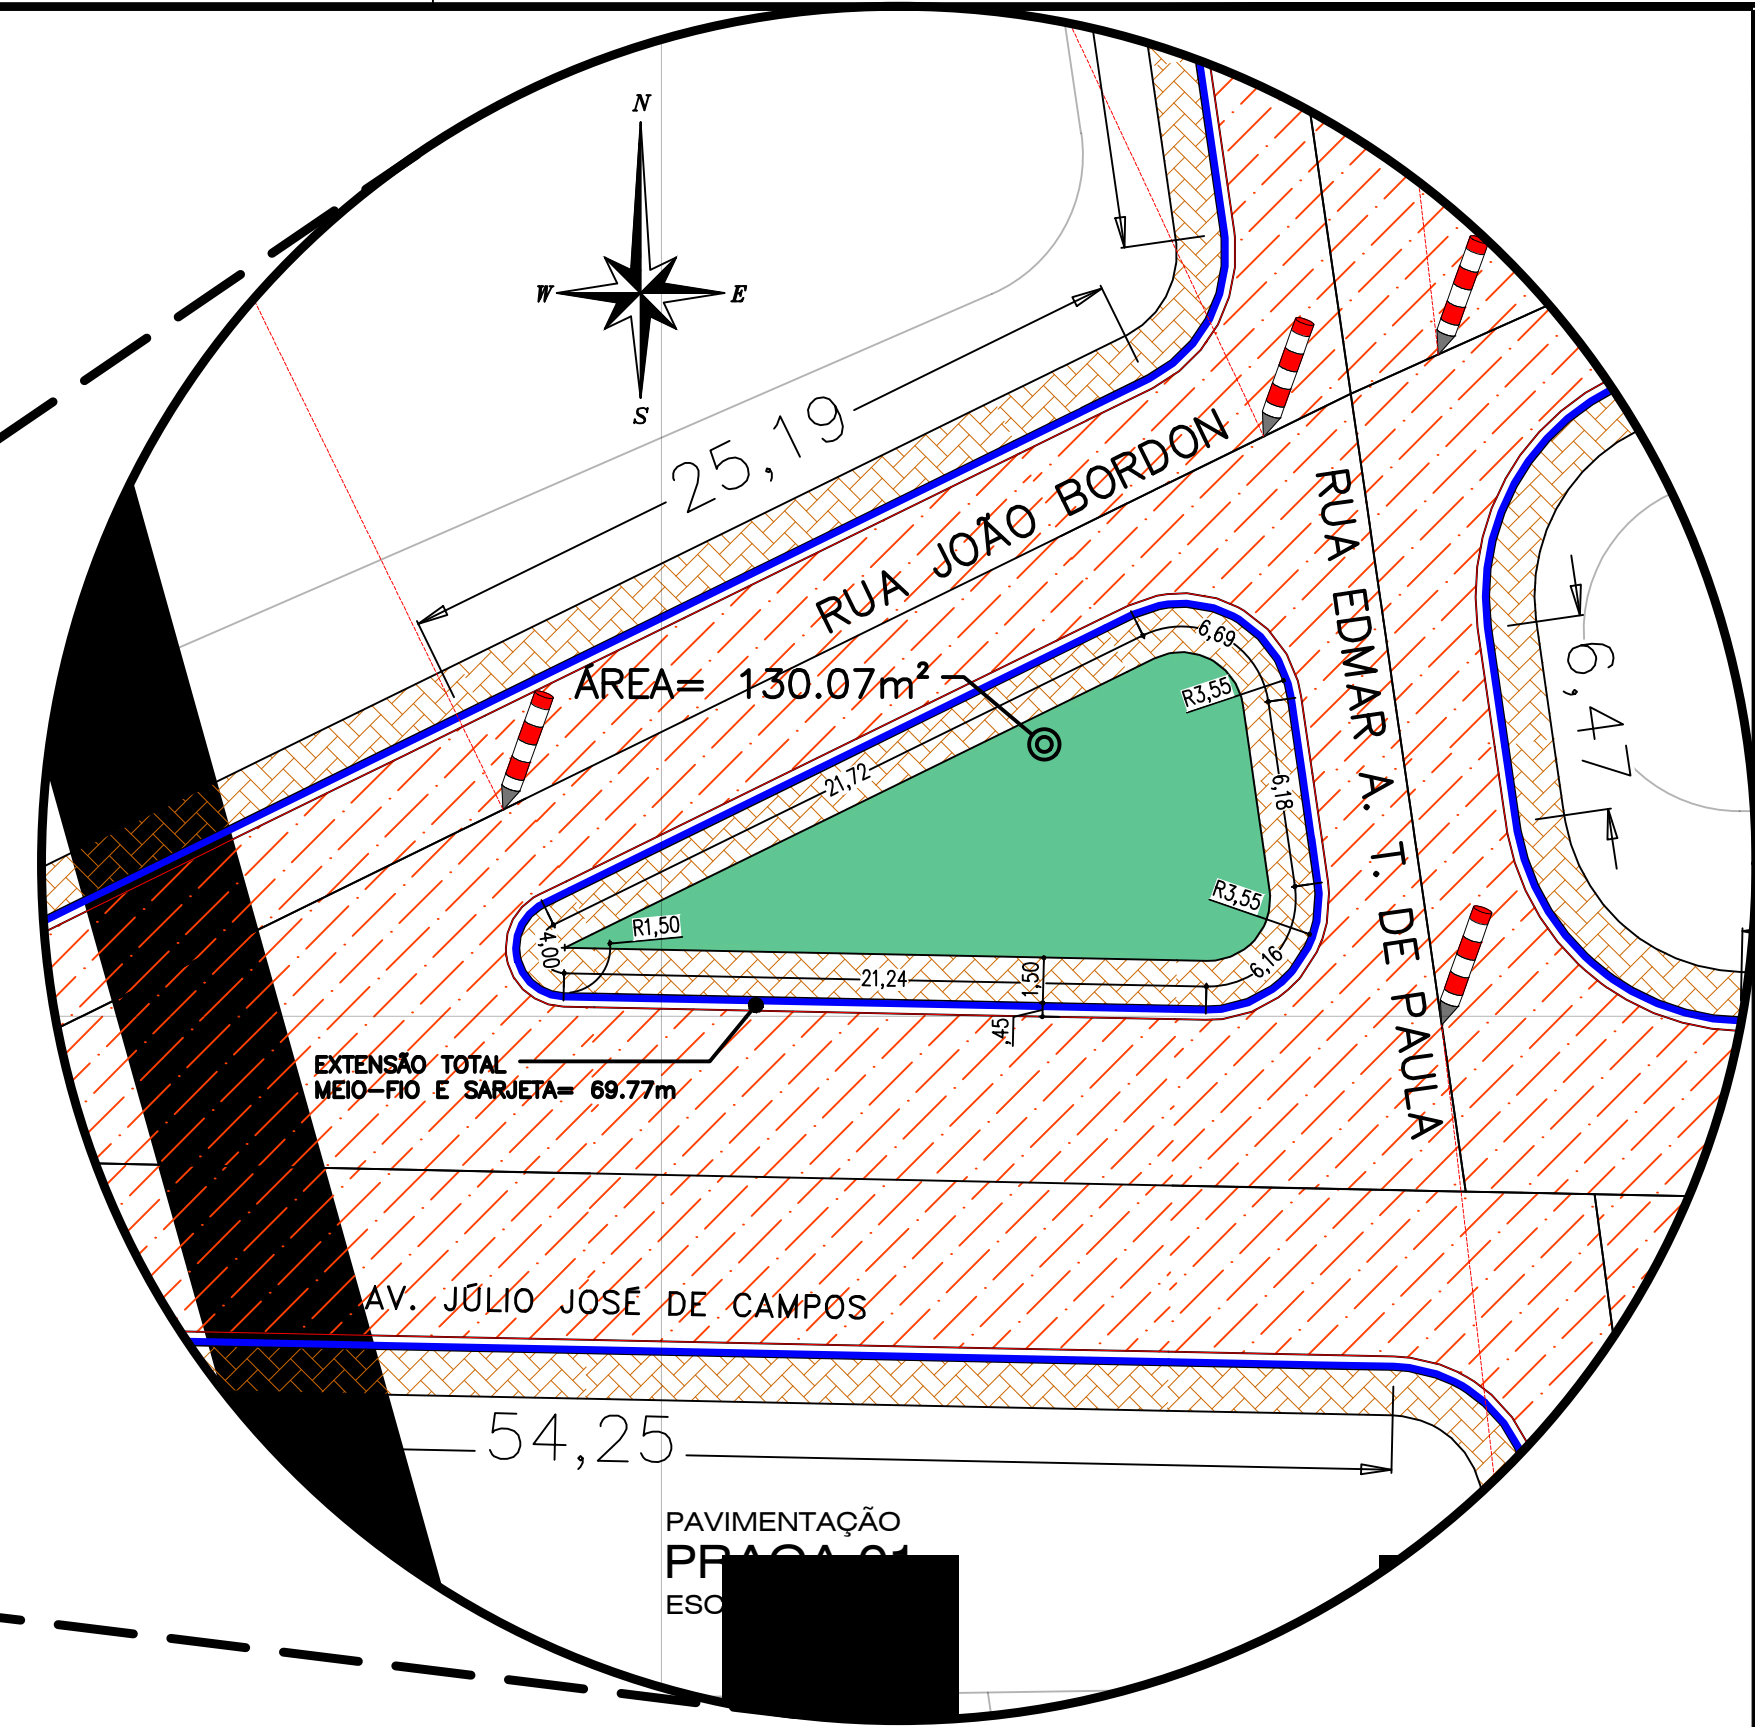 N
W
E
S
25,19
RUA JOÃO BORDON
RUA EDMAR A. T. DE PAULA
6,47
ÁREA= 130.07m²
6,69
R3,55
21,72
6,18
R3,55
R1,50
4,00
21,24
1,50
6,16
,45
EXTENSÃO TOTAL
MEIO-FIO E SARJETA= 69.77m
AV. JÚLIO JOSÉ DE CAMPOS
54,25
PAVIMENTAÇÃO